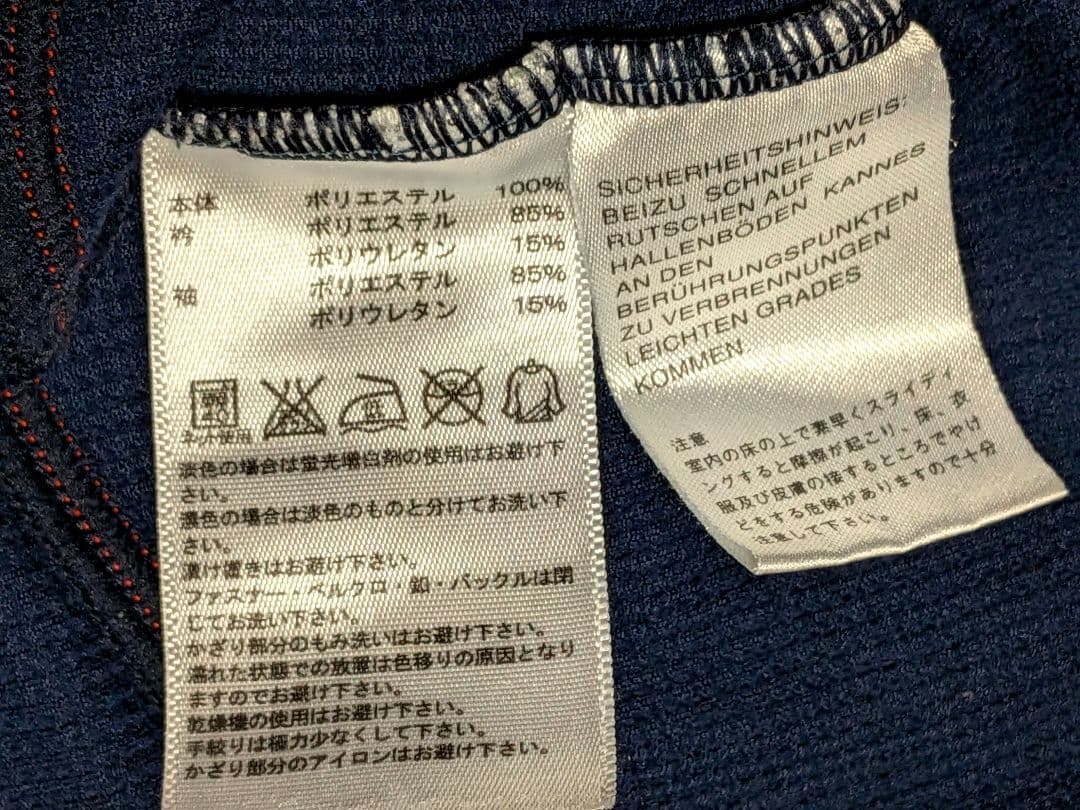 本体 ポリエステル 100%
衿 ポリエステル 85%
ポリウレタン 15%
袖 ポリエステル 85%
ポリウレタン 15%
ネット使用
淡色の場合は蛍光増白剤の使用はお避け下
さい。
濃色の場合は淡色のものと分けてお洗い下
さい。
漬け置きはお避け下さい。
ファスナー・ベルクロ・釦・バックルは閉
じてお洗い下さい。
かざり部分のもみ洗いはお避け下さい。
濡れた状態での放置は色移りの原因となり
ますのでお避け下さい。
乾燥機の使用はお避け下さい。
手絞りは極力少なくして下さい。
かざり部分のアイロンはお避け下さい。
SICHERHEITSHINWEIS:
BEIZU SCHNELLEM
RUTSCHEN AUF
HALLENBÖDEN KANNES
AN DEN
BERÜHRUNGSPUNKTEN
ZU VERBRENNUNGEN
LEICHTEN GRADES
KOMMEN
注意
室内の床の上で素早くスライディ
ングすると摩擦が起こり、床、衣
服及び皮膚の接するところでやけ
どをする危険がありますので十分
注意して下さい。